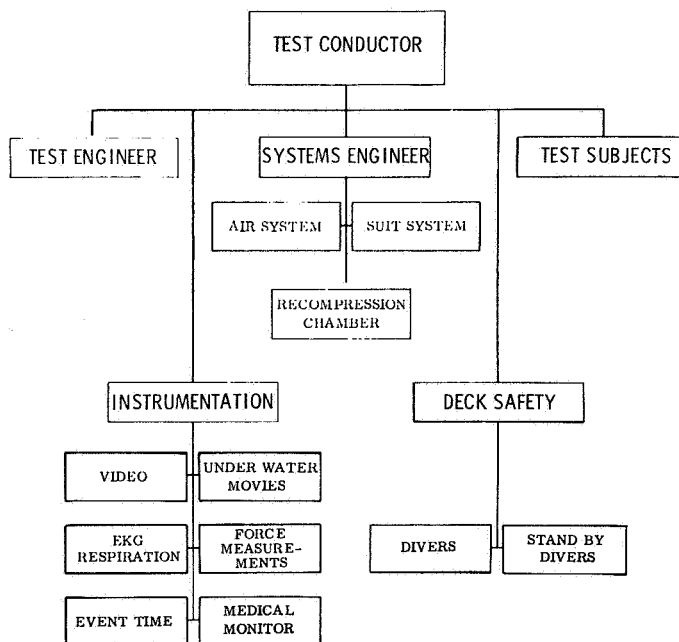 TEST CONDUCTOR
TEST ENGINEER
SYSTEMS ENGINEER
TEST SUBJECTS
AIR SYSTEM
SUIT SYSTEM
RECOMPRESSION
CHAMBER
INSTRUMENTATION
DECK SAFETY
VIDEO
UNDER WATER
MOVIES
EKG
RESPIRATION
FORCE
MEASURE-
MENTS
DIVERS
STAND BY
DIVERS
EVENT TIME
MEDICAL
MONITOR